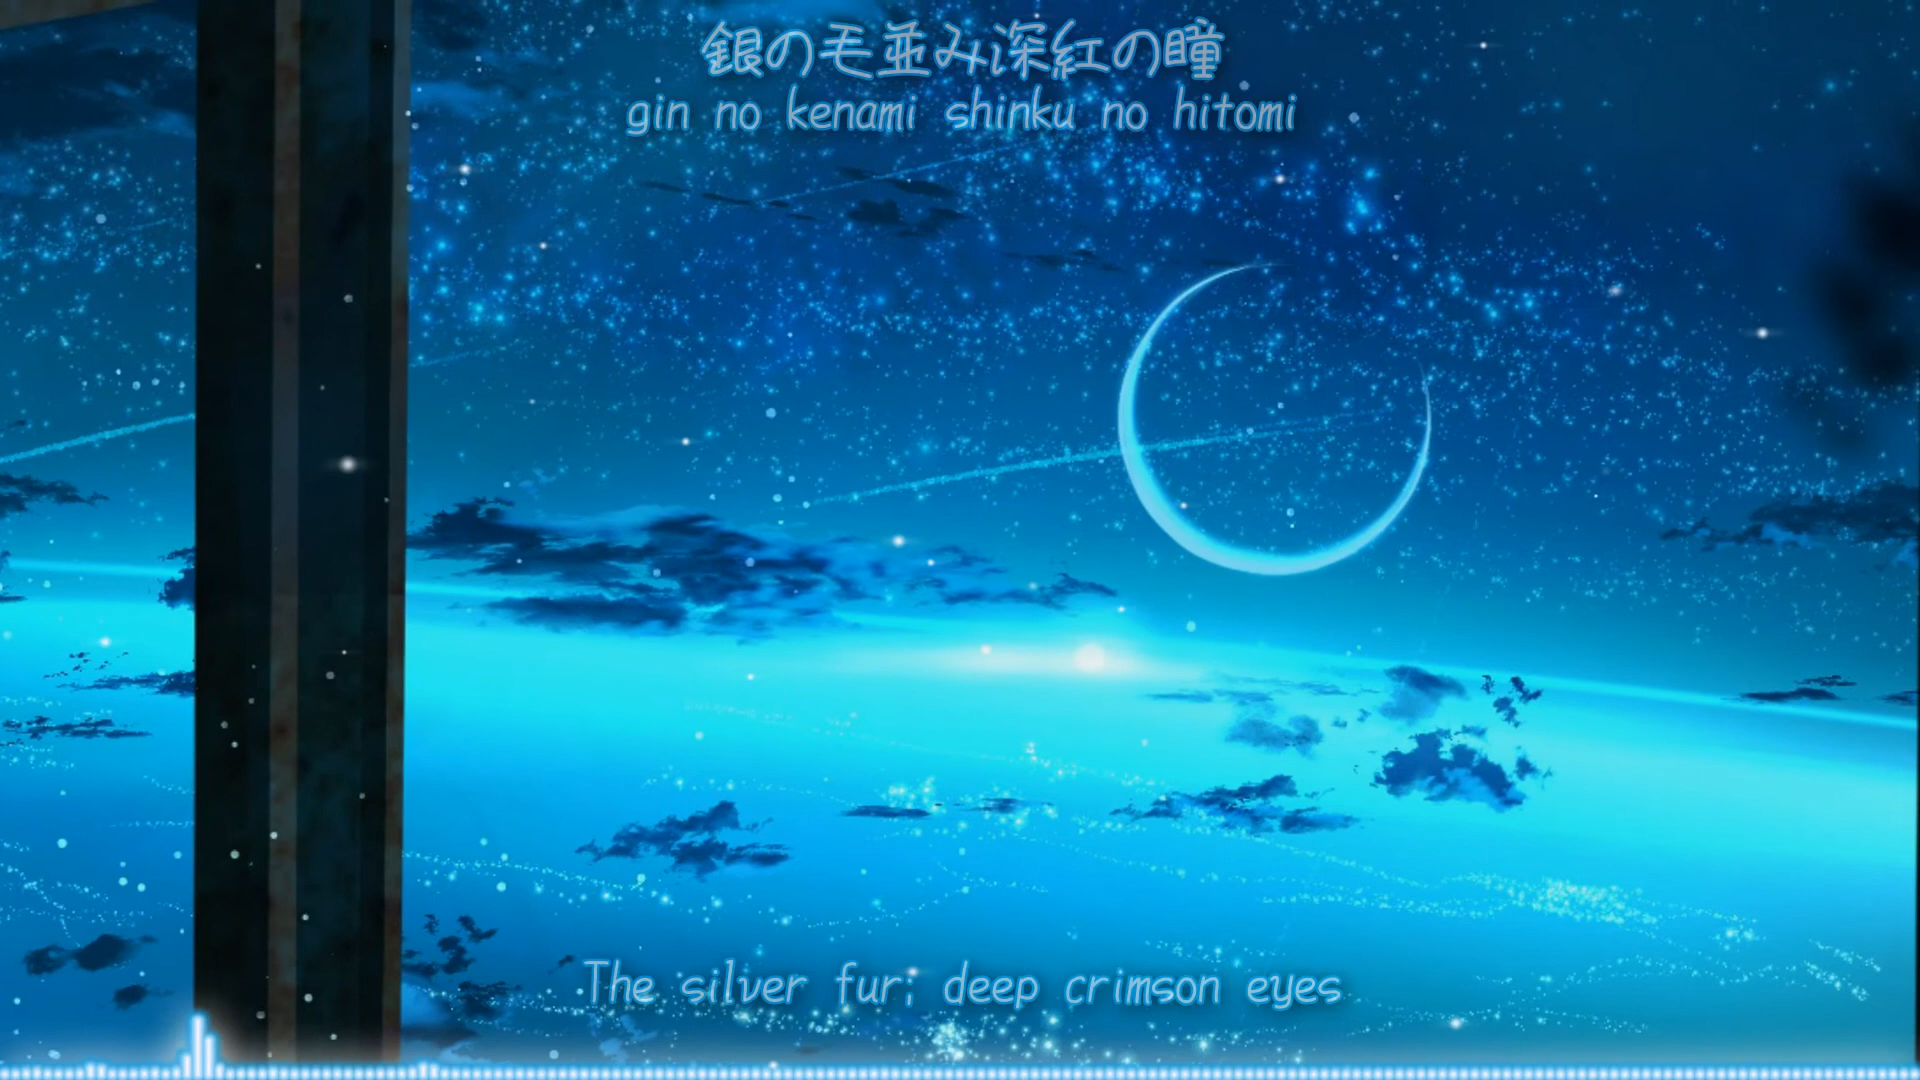 銀の毛並み深紅の瞳
gin no kenami shinku no hitomi
The silver fur; deep crimson eyes